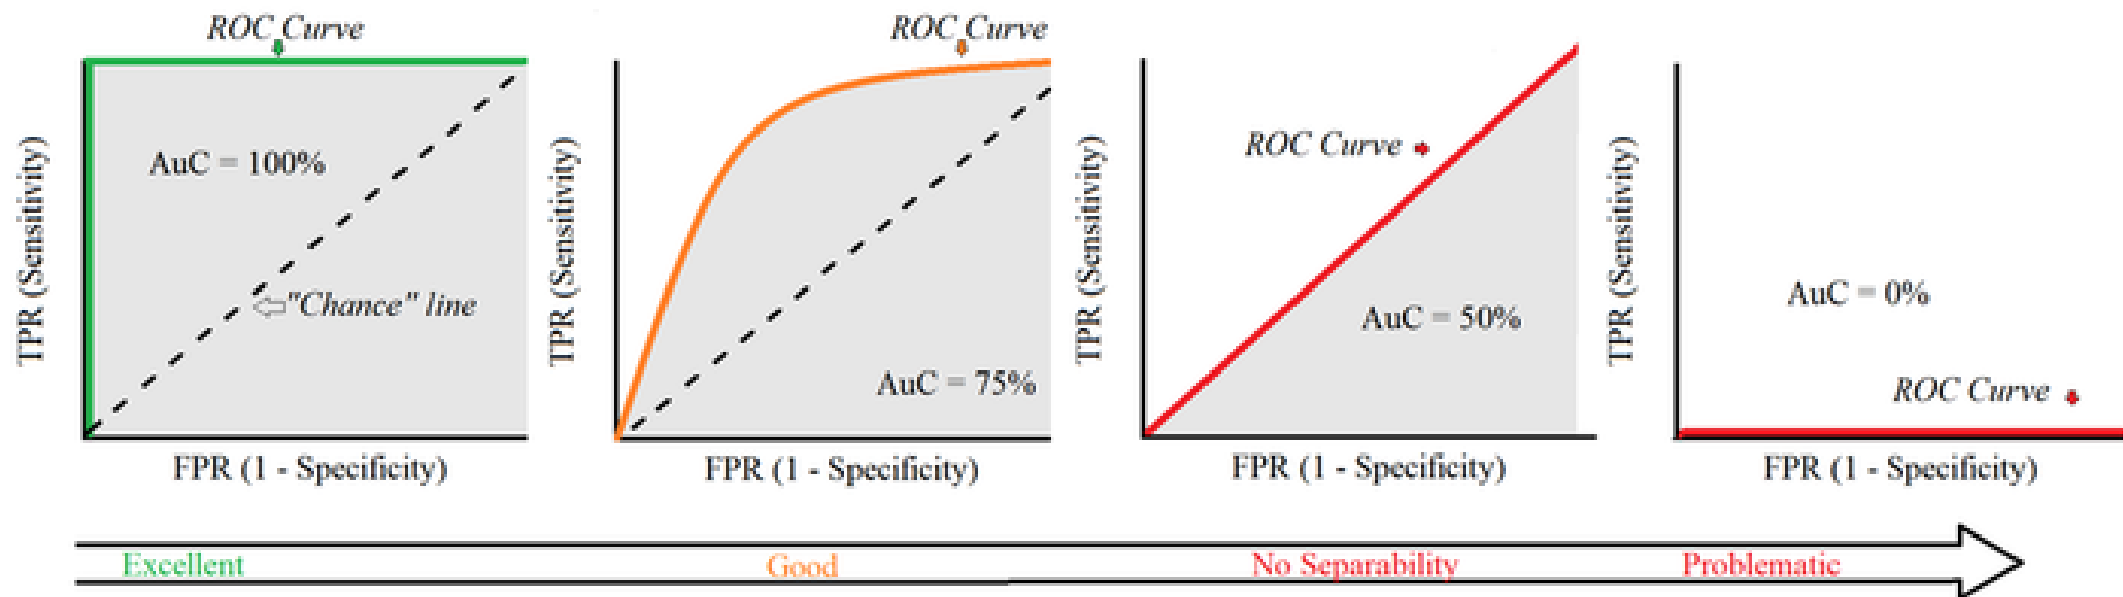 ROC Curve
TPR (Sensitivity)
AuC = 100%
"Chance" line
FPR (1 - Specificity)
ROC Curve
TPR (Sensitivity)
AuC = 75%
FPR (1 - Specificity)
ROC Curve
TPR (Sensitivity)
AuC = 50%
FPR (1 - Specificity)
TPR (Sensitivity)
AuC = 0%
ROC Curve
FPR (1 - Specificity)
Excellent
Good
No Separability
Problematic